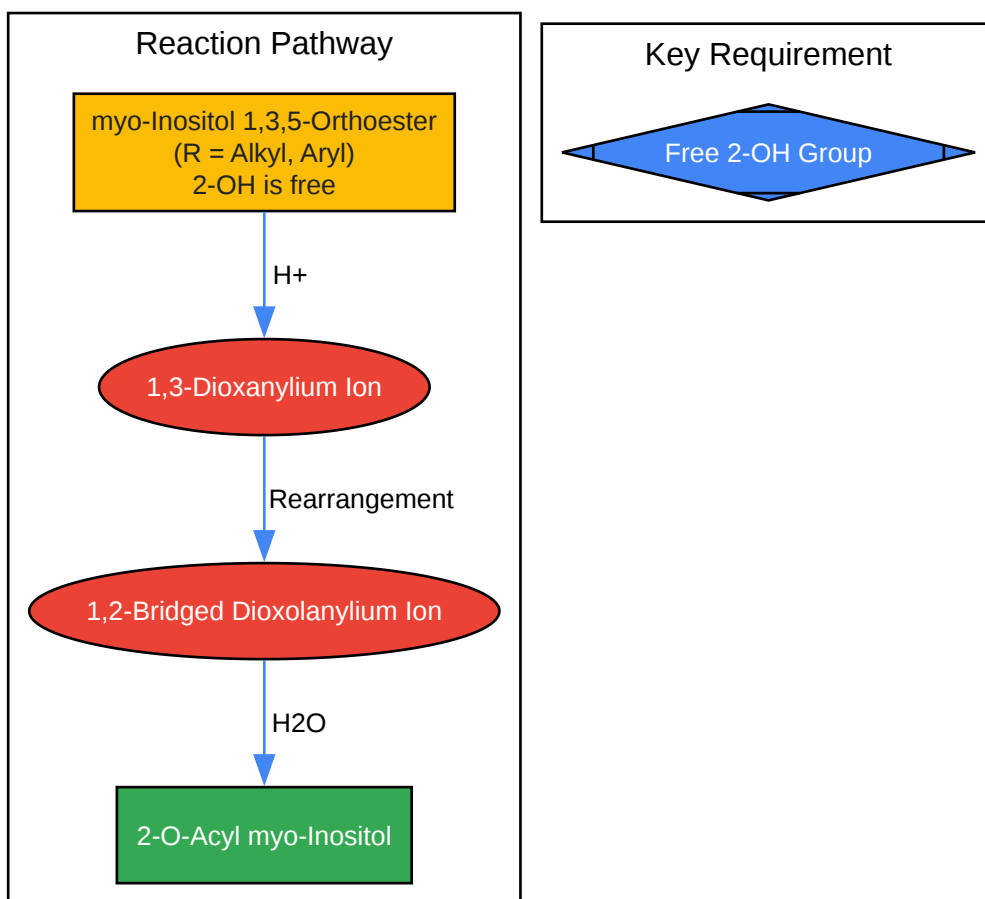 Reaction Pathway
myo-Inositol 1,3,5-Orthoester
(R = Alkyl, Aryl)
2-OH is free
H+
1,3-Dioxanylium Ion
Rearrangement
1,2-Bridged Dioxolanylium Ion
H2O
2-O-Acyl myo-Inositol
Key Requirement
Free 2-OH Group